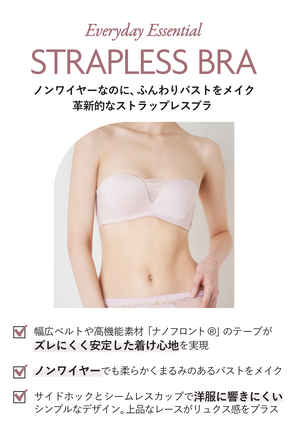 Everyday Essential
STRAPLESS BRA
ノンワイヤーなのに、ふんわりバストをメイク
革新的なストラップレスブラ
幅広ベルトや高機能素材「ナノフロント®」のテープが
ズレにくく安定した着け心地を実現
ノンワイヤーでも柔らかくまるみのあるバストをメイク
サイドホックとシームレスカップで洋服に響きにくい
シンプルなデザイン。上品なレースがリュクス感をプラス